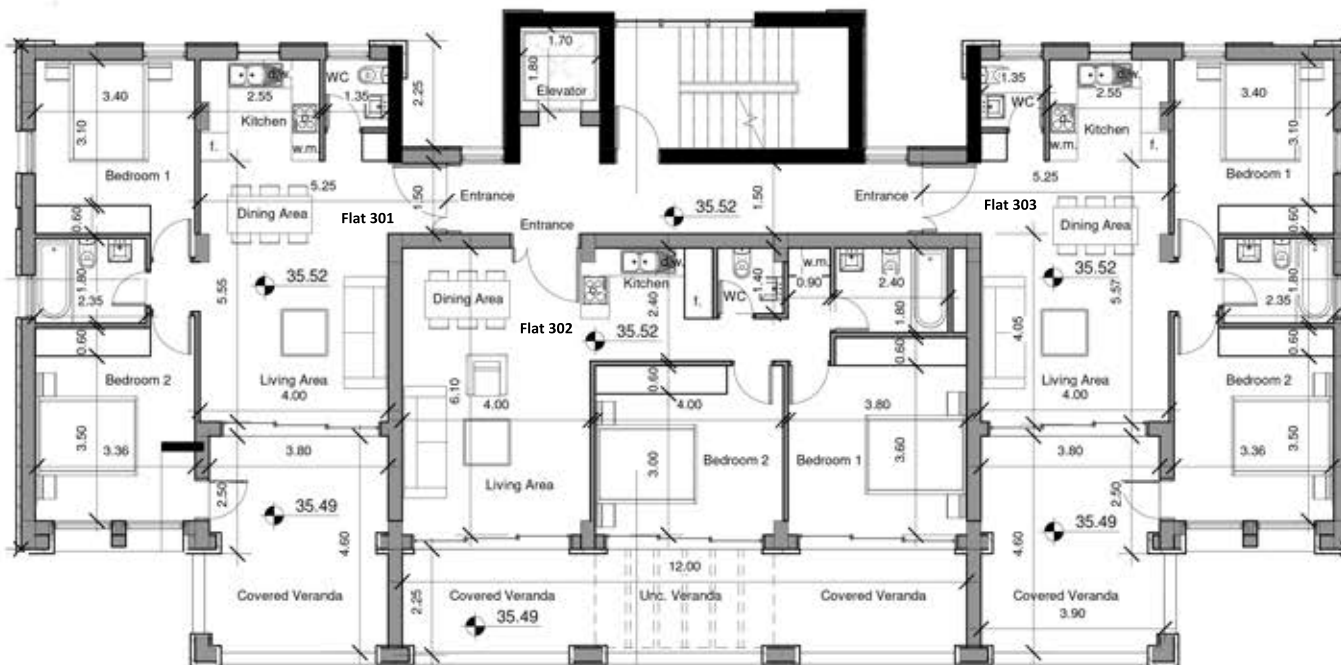 1.70
1.80
Elevator
WC
d.w.
2.55
1.35
Kitchen
w.m.
f.
3.40
3.10
Bedroom 1
0.60
5.25
Dining Area
Flat 301
2.25
1.50
Entrance
Entrance
35.52
1.50
Entrance
1.35
WC
d.w.
2.55
Kitchen
w.m.
f.
3.40
3.10
Bedroom 1
0.60
5.25
Flat 303
Dining Area
1.80
2.35
0.60
Bedroom 2
3.50
3.36
35.52
5.55
Living Area
4.00
3.80
2.50
35.49
4.60
Covered Veranda
Dining Area
Flat 302
Kitchen
d.w.
2.40
f.
WC
1.40
w.m.
0.90
2.40
1.80
35.52
6.10
4.00
Living Area
0.60
4.00
3.00
Bedroom 2
0.60
3.80
3.60
Bedroom 1
12.00
2.25
Covered Veranda
Unc. Veranda
Covered Veranda
35.49
35.52
5.57
4.05
Living Area
4.00
1.80
2.35
0.60
Bedroom 2
3.50
3.36
3.80
2.50
35.49
4.60
Covered Veranda
3.90